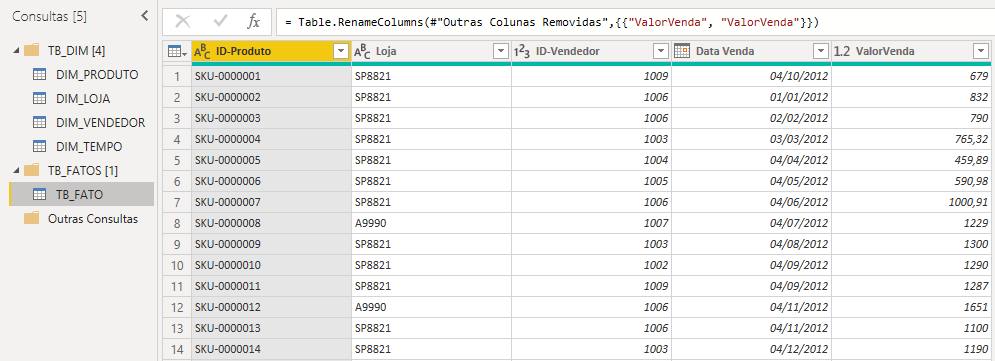 Consultas [5]
TB_DIM [4]
DIM_PRODUTO
DIM_LOJA
DIM_VENDEDOR
DIM_TEMPO
TB_FATOS [1]
TB_FATO
Outras Consultas
fx = Table.RenameColumns(#"Outras Colunas Removidas",{{"ValorVenda", "ValorVenda"}})
ABC ID-Produto ABC Loja 123 ID-Vendedor Data Venda 1.2 ValorVenda
1 SKU-0000001 SP8821 1009 04/10/2012 679
2 SKU-0000002 SP8821 1006 01/01/2012 832
3 SKU-0000003 SP8821 1006 02/02/2012 790
4 SKU-0000004 SP8821 1003 03/03/2012 765,32
5 SKU-0000005 SP8821 1004 04/04/2012 459,89
6 SKU-0000006 SP8821 1005 04/05/2012 590,98
7 SKU-0000007 SP8821 1006 04/06/2012 1000,91
8 SKU-0000008 A9990 1007 04/07/2012 1229
9 SKU-0000009 SP8821 1003 04/08/2012 1300
10 SKU-0000010 SP8821 1002 04/09/2012 1290
11 SKU-0000011 SP8821 1009 04/09/2012 1287
12 SKU-0000012 A9990 1006 04/11/2012 1651
13 SKU-0000013 SP8821 1006 04/11/2012 1100
14 SKU-0000014 SP8821 1003 04/12/2012 1190